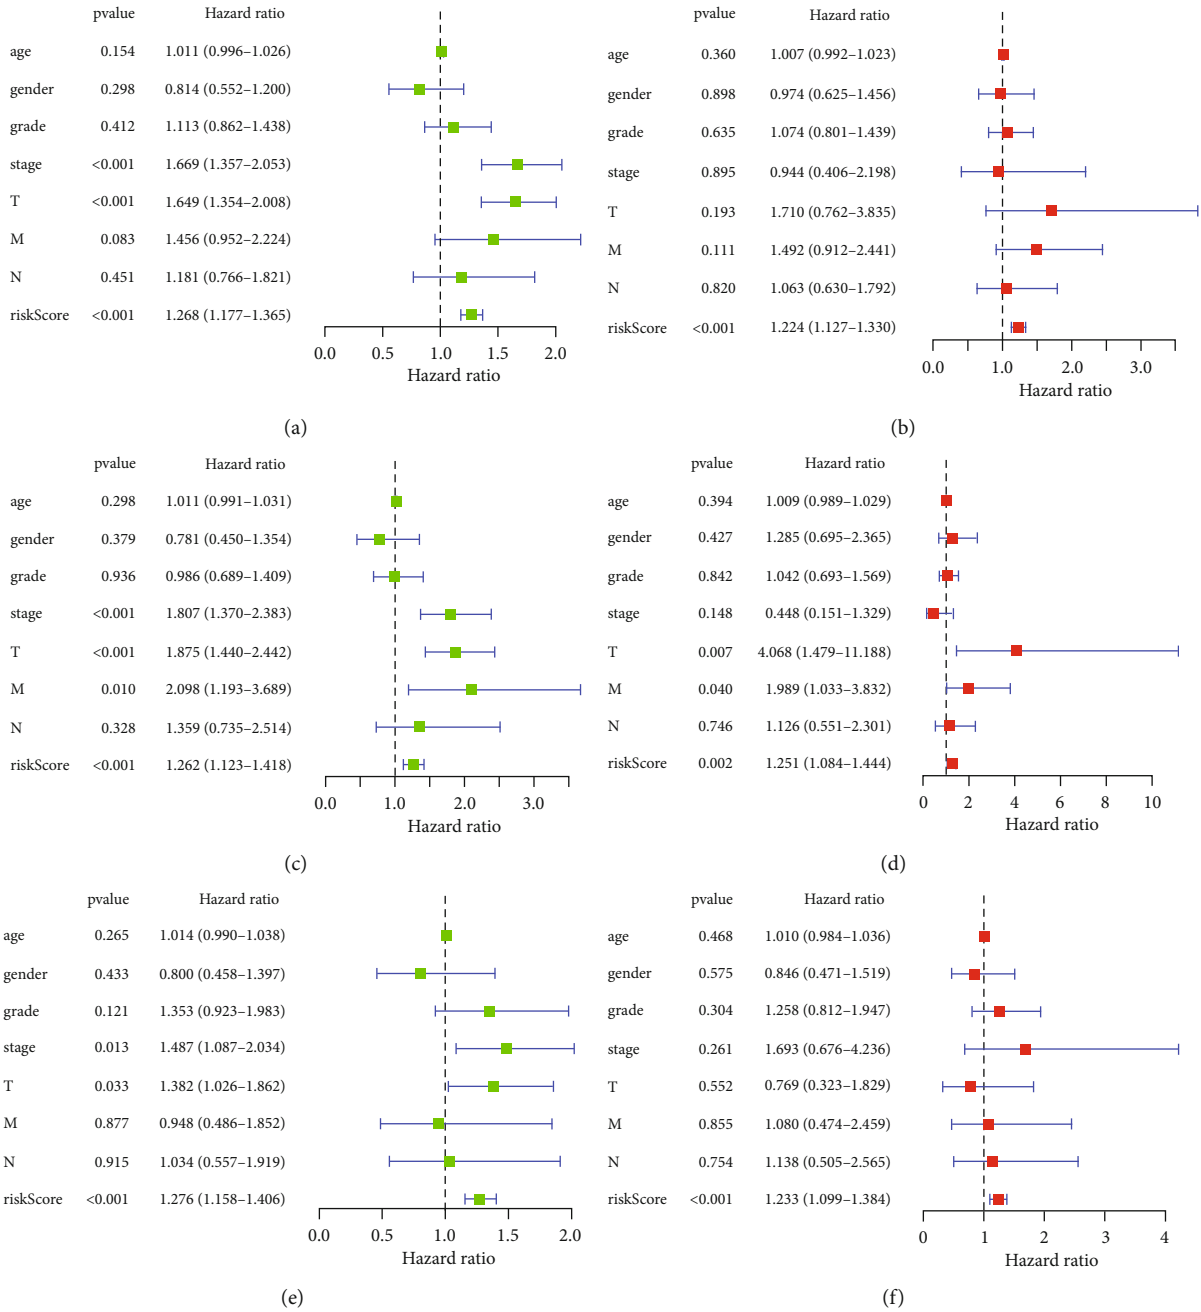 pvalue Hazard ratio
age 0.154 1.011 (0.996–1.026)
gender 0.298 0.814 (0.552–1.200)
grade 0.412 1.113 (0.862–1.438)
stage <0.001 1.669 (1.357–2.053)
T <0.001 1.649 (1.354–2.008)
M 0.083 1.456 (0.952–2.224)
N 0.451 1.181 (0.766–1.821)
riskScore <0.001 1.268 (1.177–1.365)
0.0 0.5 1.0 1.5 2.0
Hazard ratio
(a)
pvalue Hazard ratio
age 0.360 1.007 (0.992–1.023)
gender 0.898 0.974 (0.625–1.456)
grade 0.635 1.074 (0.801–1.439)
stage 0.895 0.944 (0.406–2.198)
T 0.193 1.710 (0.762–3.835)
M 0.111 1.492 (0.912–2.441)
N 0.820 1.063 (0.630–1.792)
riskScore <0.001 1.224 (1.127–1.330)
0.0 1.0 2.0 3.0
Hazard ratio
(b)
pvalue Hazard ratio
age 0.298 1.011 (0.991–1.031)
gender 0.379 0.781 (0.450–1.354)
grade 0.936 0.986 (0.689–1.409)
stage <0.001 1.807 (1.370–2.383)
T <0.001 1.875 (1.440–2.442)
M 0.010 2.098 (1.193–3.689)
N 0.328 1.359 (0.735–2.514)
riskScore <0.001 1.262 (1.123–1.418)
0.0 1.0 2.0 3.0
Hazard ratio
(c)
pvalue Hazard ratio
age 0.394 1.009 (0.989–1.029)
gender 0.427 1.285 (0.695–2.365)
grade 0.842 1.042 (0.693–1.569)
stage 0.148 0.448 (0.151–1.329)
T 0.007 4.068 (1.479–11.188)
M 0.040 1.989 (1.033–3.832)
N 0.746 1.126 (0.551–2.301)
riskScore 0.002 1.251 (1.084–1.444)
0 2 4 6 8 10
Hazard ratio
(d)
pvalue Hazard ratio
age 0.265 1.014 (0.990–1.038)
gender 0.433 0.800 (0.458–1.397)
grade 0.121 1.353 (0.923–1.983)
stage 0.013 1.487 (1.087–2.034)
T 0.033 1.382 (1.026–1.862)
M 0.877 0.948 (0.486–1.852)
N 0.915 1.034 (0.557–1.919)
riskScore <0.001 1.276 (1.158–1.406)
0.0 0.5 1.0 1.5 2.0
Hazard ratio
(e)
pvalue Hazard ratio
age 0.468 1.010 (0.984–1.036)
gender 0.575 0.846 (0.471–1.519)
grade 0.304 1.258 (0.812–1.947)
stage 0.261 1.693 (0.676–4.236)
T 0.552 0.769 (0.323–1.829)
M 0.855 1.080 (0.474–2.459)
N 0.754 1.138 (0.505–2.565)
riskScore <0.001 1.233 (1.099–1.384)
0 1 2 3 4
Hazard ratio
(f)